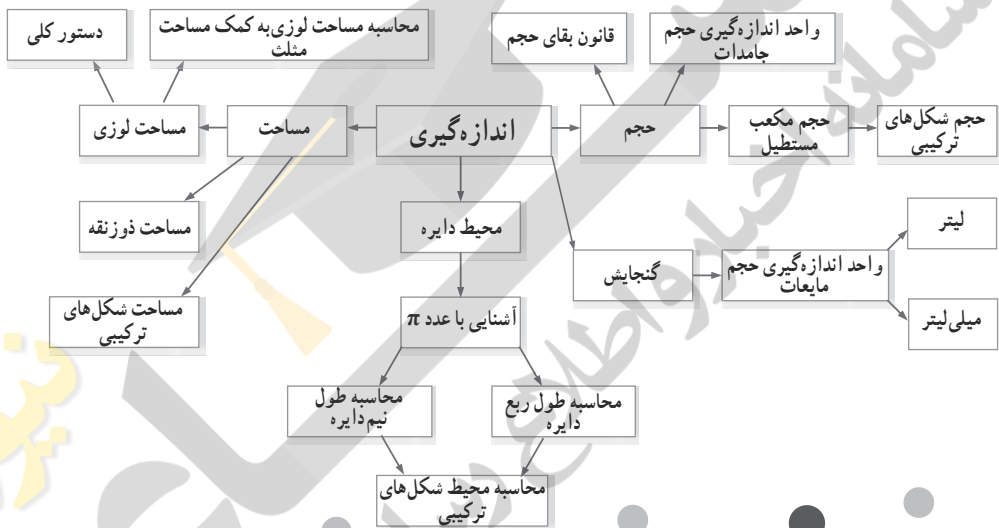 واحد اندازه‌گیری حجم
جامدات
قانون بقای حجم
محاسبه مساحت لوزی به کمک مساحت
مثلث
دستور کلی
حجم شکل‌های
ترکیبی
حجم مکعب
مستطیل
حجم
اندازه‌گیری
مساحت
مساحت لوزی
محیط دایره
مساحت ذوزنقه
لیتر
واحد اندازه‌گیری حجم
مایعات
گنجایش
آشنایی با عدد π
مساحت شکل‌های
ترکیبی
میلی‌لیتر
محاسبه طول ربع
دایره
محاسبه طول
نیم‌دایره
محاسبه محیط شکل‌های
ترکیبی